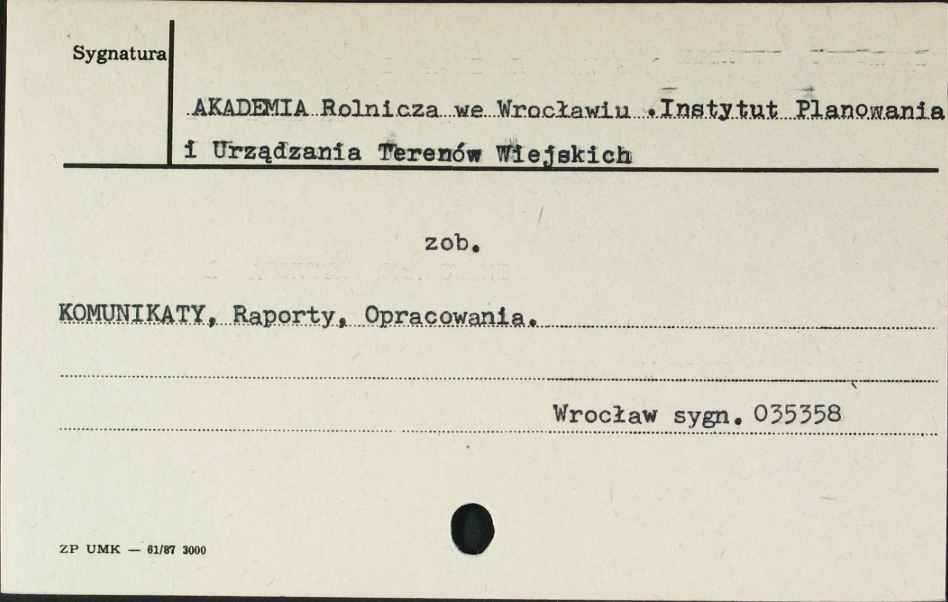 Sygnatura
AKADEMIA Rolnicza we Wrocławiu .Instytut Planowania
i Urządzania Terenów Wiejskich
zob.
KOMUNIKATY, Raporty, Opracowania.
Wrocław sygn. 035358
ZP UMK — 61/87 3000